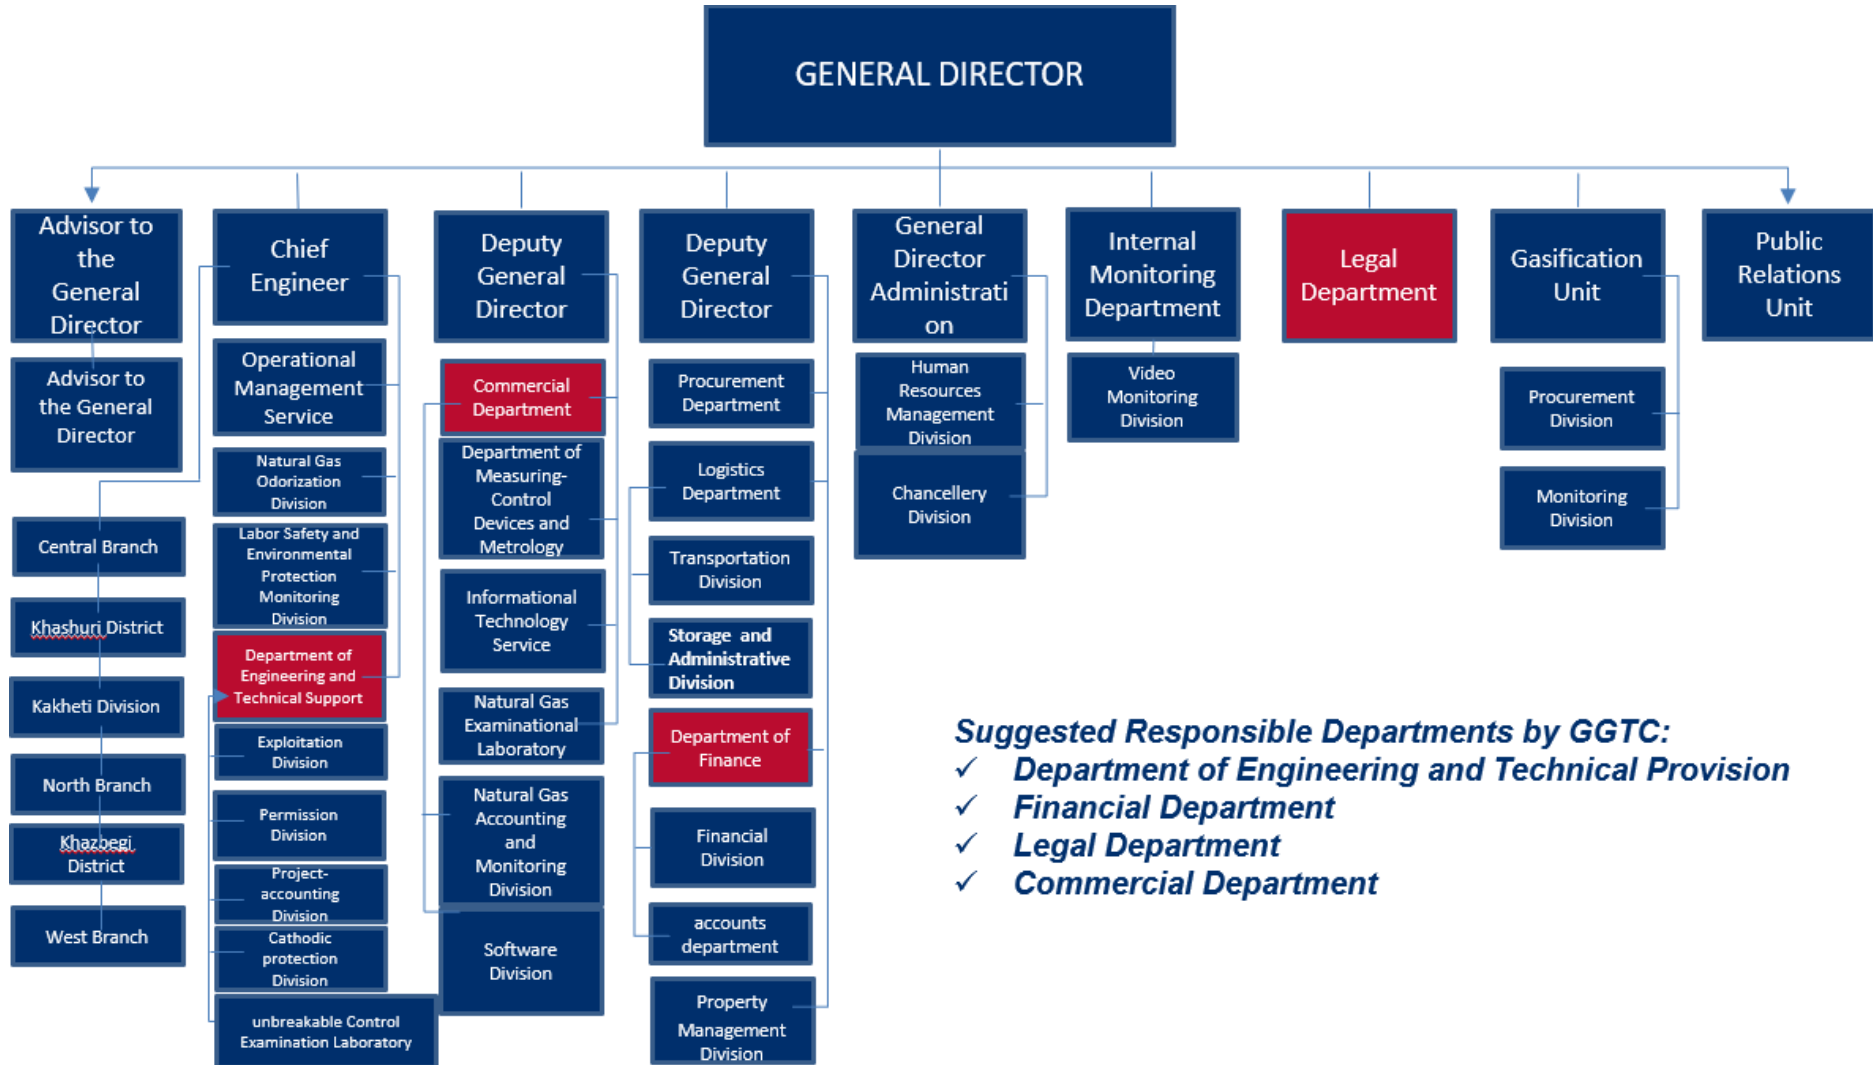 GENERAL DIRECTOR
Advisor to
the
General
Director
Advisor to
the General
Director
Central Branch
Khashuri District
Kakheti Division
North Branch
Khazbegi
District
West Branch
Chief
Engineer
Operational
Management
Service
Natural Gas
Odorization
Division
Labor Safety and
Environmental
Protection
Monitoring
Division
Department of
Engineering and
Technical Support
Exploitation
Division
Permission
Division
Project-
accounting
Division
Cathodic
protection
Division
unbreakable Control
Examination Laboratory
Deputy
General
Director
Commercial
Department
Department of
Measuring-
Control
Devices and
Metrology
Informational
Technology
Service
Natural Gas
Examinational
Laboratory
Natural Gas
Accounting
and
Monitoring
Division
Software
Division
Deputy
General
Director
Procurement
Department
Logistics
Department
Transportation
Division
Storage and
Administrative
Division
Department of
Finance
Financial
Division
accounts
department
Property
Management
Division
General
Director
Administrati
on
Human
Resources
Management
Division
Chancellery
Division
Internal
Monitoring
Department
Video
Monitoring
Division
Legal
Department
Gasification
Unit
Procurement
Division
Monitoring
Division
Public
Relations
Unit
Suggested Responsible Departments by GGTC:
✓ Department of Engineering and Technical Provision
✓ Financial Department
✓ Legal Department
✓ Commercial Department